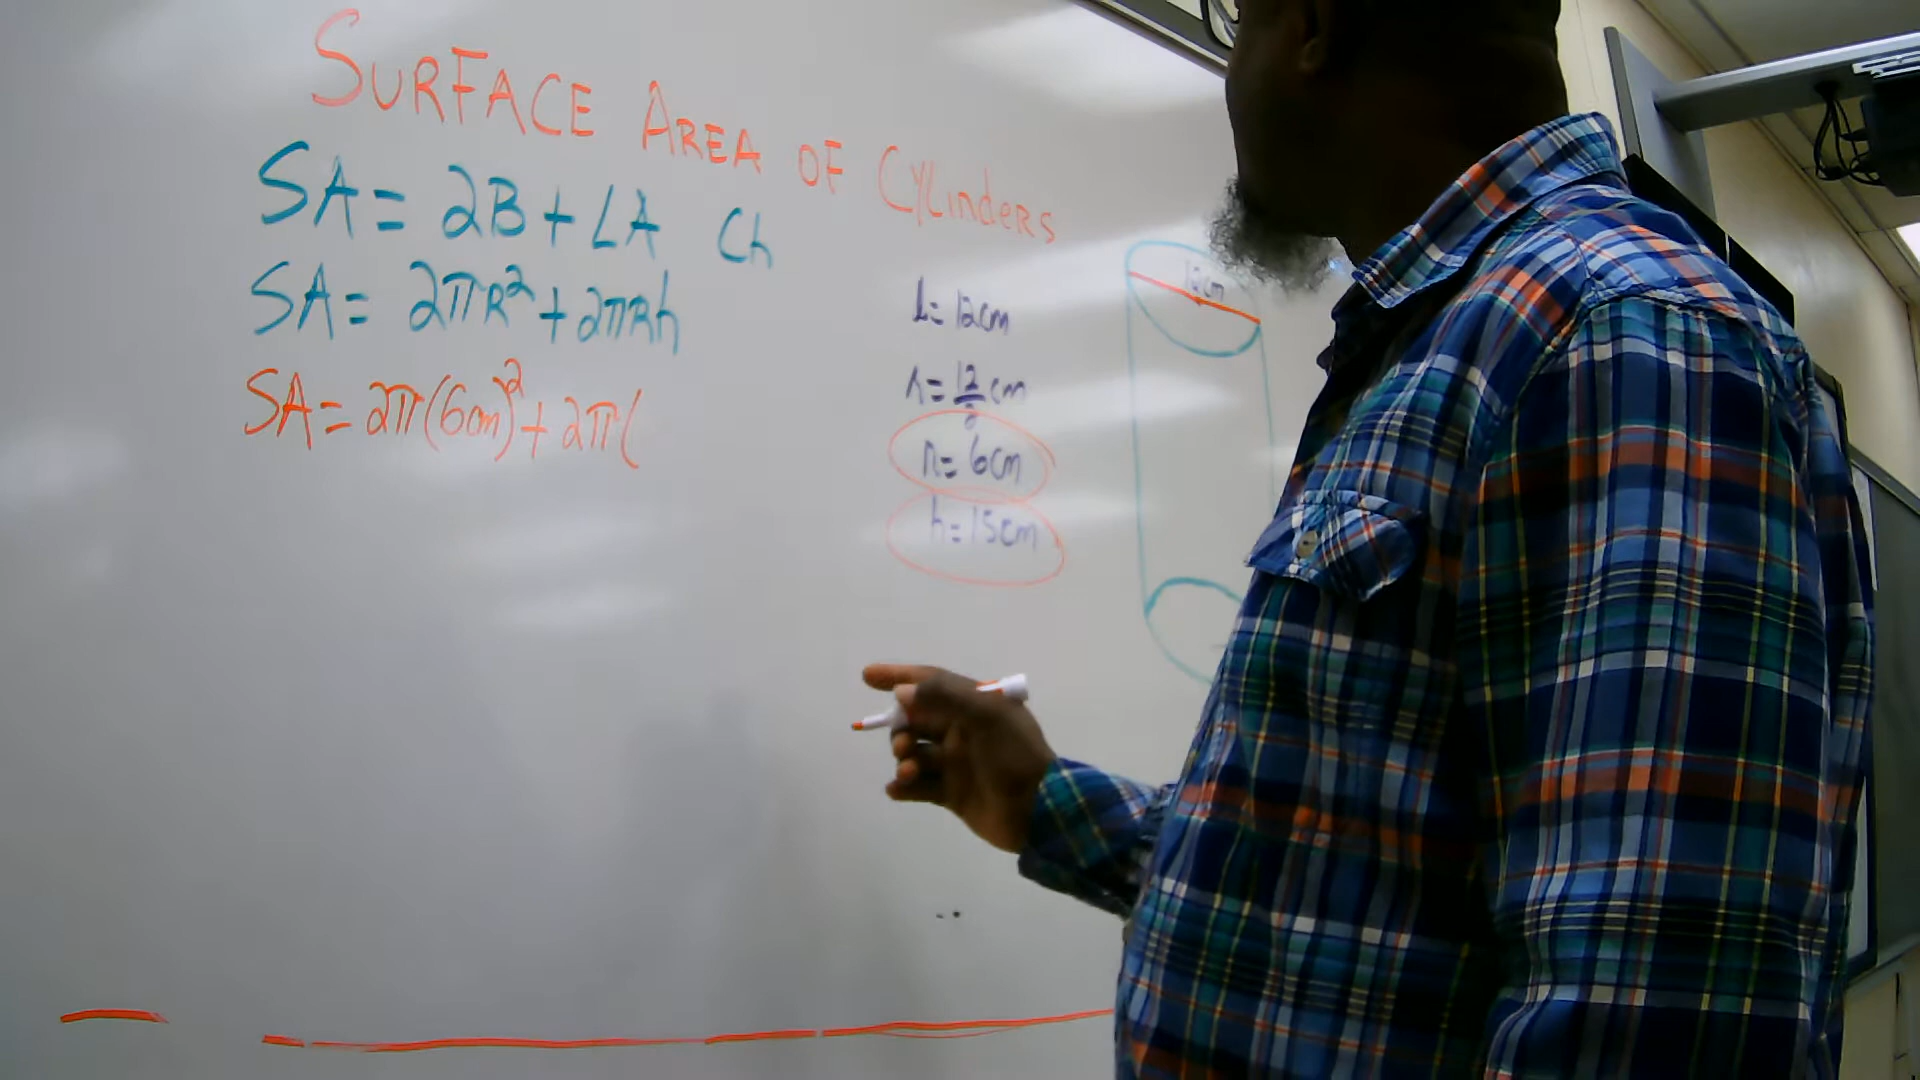 SURFACE AREA OF CYLINDERS
SA = 2B + LA Ch
SA = 2πR² + 2πRh
SA = 2π(6cm)² + 2π(
d = 12cm
r = 12/2 cm
r = 6cm
h = 15cm
12cm